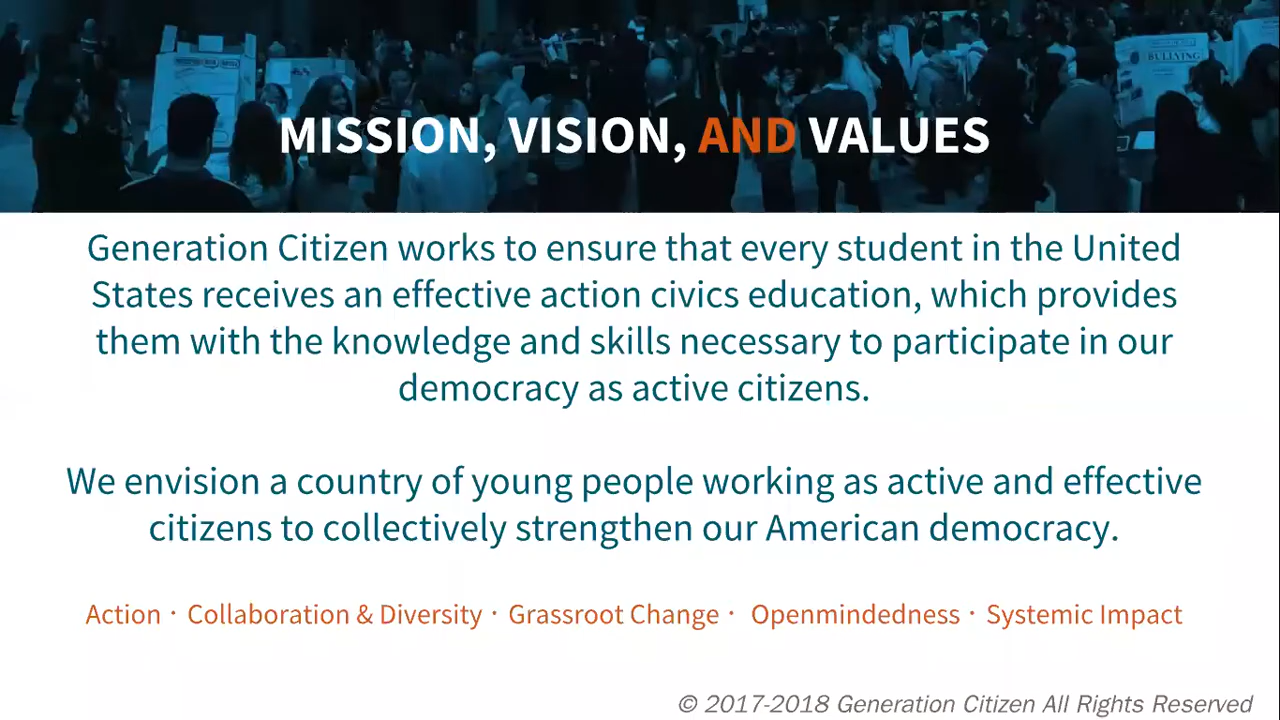 MISSION, VISION, AND VALUES
BULLYING
Generation Citizen works to ensure that every student in the United
States receives an effective action civics education, which provides
them with the knowledge and skills necessary to participate in our
democracy as active citizens.
We envision a country of young people working as active and effective
citizens to collectively strengthen our American democracy.
Action · Collaboration & Diversity · Grassroot Change · Openmindedness · Systemic Impact
© 2017-2018 Generation Citizen All Rights Reserved